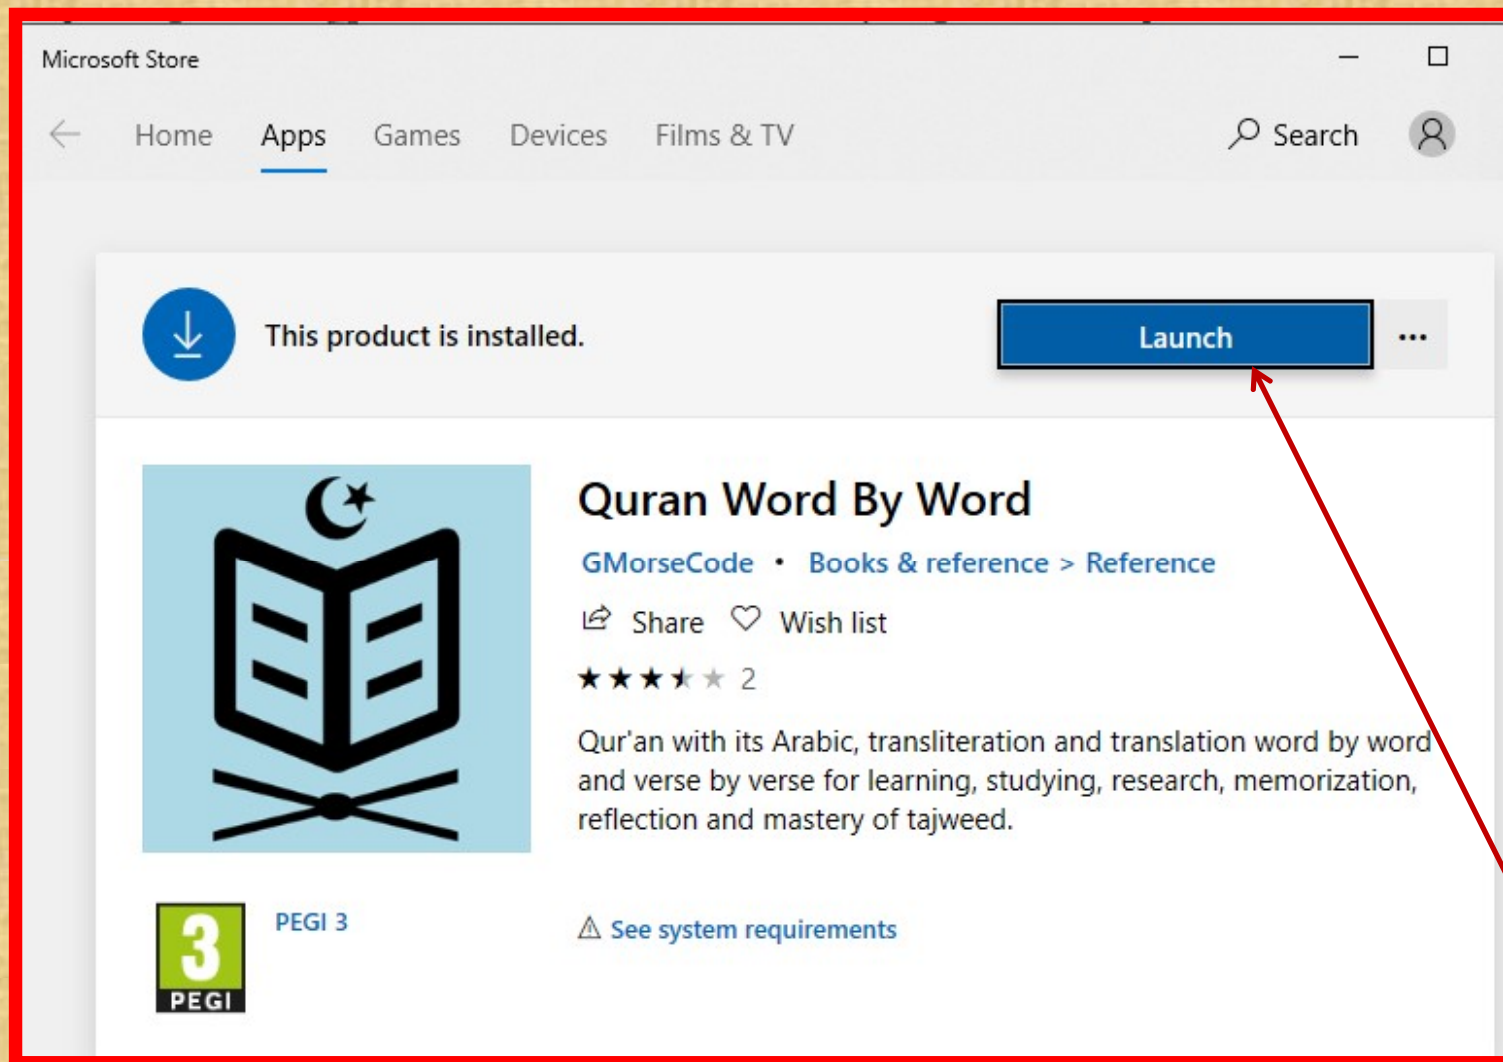 Microsoft Store
Home Apps Games Devices Films & TV Search
This product is installed. Launch ...
Quran Word By Word
GMorseCode • Books & reference > Reference
Share Wish list
2
Qur'an with its Arabic, transliteration and translation word by word
and verse by verse for learning, studying, research, memorization,
reflection and mastery of tajweed.
3
PEGI
PEGI 3
See system requirements